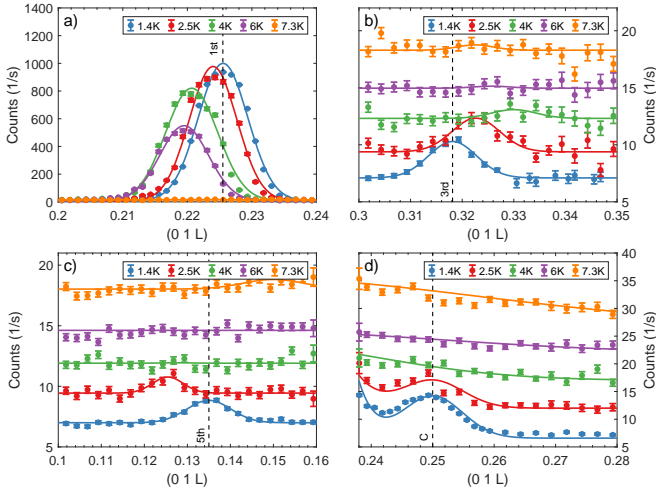 a)
1.4K 2.5K 4K 6K 7.3K
1st
Counts (1/s)
1400
1200
1000
800
600
400
200
0
0.2 0.21 0.22 0.23 0.24
(0 1 L)
b)
1.4K 2.5K 4K 6K 7.3K
3rd
Counts (1/s)
20
15
10
5
0.3 0.31 0.32 0.33 0.34 0.35
(0 1 L)
c)
1.4K 2.5K 4K 6K 7.3K
5th
Counts (1/s)
20
15
10
5
0.1 0.11 0.12 0.13 0.14 0.15 0.16
(0 1 L)
d)
1.4K 2.5K 4K 6K 7.3K
C
Counts (1/s)
40
35
30
25
20
15
10
5
0.24 0.25 0.26 0.27 0.28
(0 1 L)